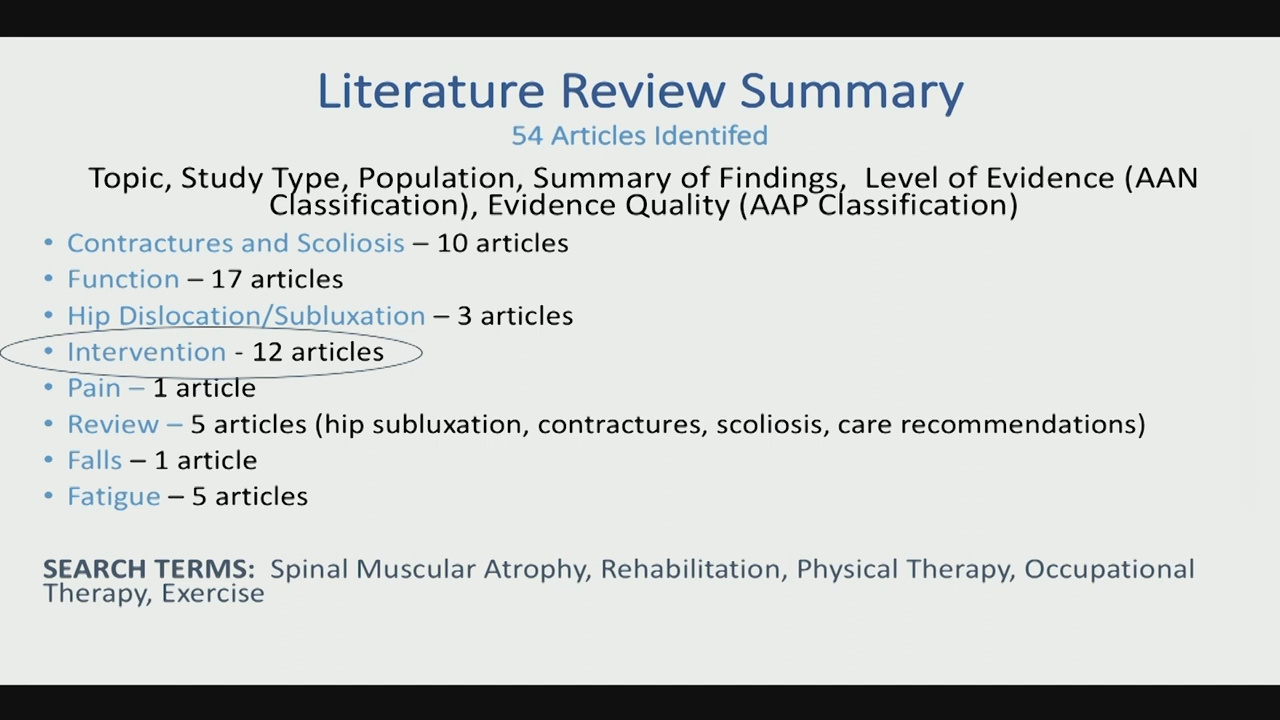 Literature Review Summary
54 Articles Identifed
Topic, Study Type, Population, Summary of Findings,  Level of Evidence (AAN
Classification), Evidence Quality (AAP Classification)
• Contractures and Scoliosis – 10 articles
• Function – 17 articles
• Hip Dislocation/Subluxation – 3 articles
• Intervention - 12 articles
• Pain – 1 article
• Review – 5 articles (hip subluxation, contractures, scoliosis, care recommendations)
• Falls – 1 article
• Fatigue – 5 articles
SEARCH TERMS:  Spinal Muscular Atrophy, Rehabilitation, Physical Therapy, Occupational
Therapy, Exercise